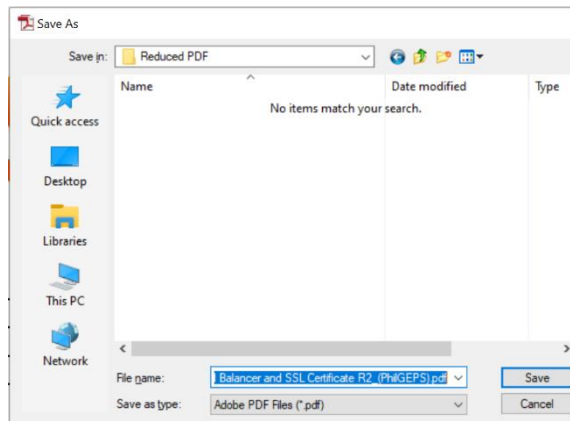 Save As
Save in: Reduced PDF
Name Date modified Type
No items match your search.
Quick access
Desktop
Libraries
This PC
Network
File name: Balancer and SSL Certificate R2_(PhilGEPS).pdf Save
Save as type: Adobe PDF Files (*.pdf) Cancel